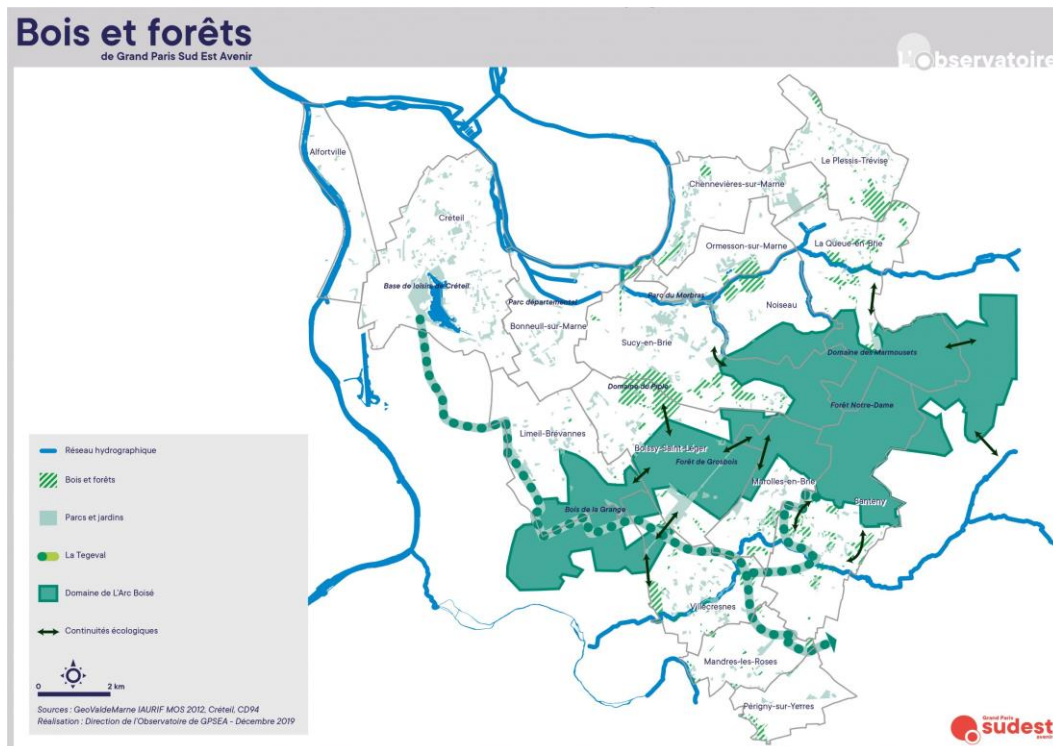 Bois et forêts
de Grand Paris Sud Est Avenir
L'Observatoire
Alfortville
Le Plessis-Trévise
Chennevières-sur-Marne
Créteil
Ormesson-sur-Marne
La Queue-en-Brie
Base de loisirs de Créteil
Parc départemental
Parc du Morbras
Noiseau
Bonneuil-sur-Marne
Sucy-en-Brie
Domaine des Marmousets
Domaine du Piple
Forêt Notre-Dame
Limeil-Brévannes
Boissy-Saint-Léger
Forêt de Grosbois
Marolles-en-Brie
Santeny
Bois de la Grange
Villecresnes
Mandres-les-Roses
Périgny-sur-Yerres
Réseau hydrographique
Bois et forêts
Parcs et jardins
La Tegeval
Domaine de L'Arc Boisé
Continuités écologiques
0 2 km
Sources : GeoValdeMarne IAURIF MOS 2012, Créteil, CD94
Réalisation : Direction de l'Observatoire de GPSEA - Décembre 2019
Grand Paris
sudest
avenir